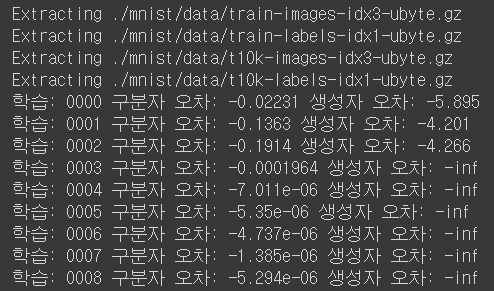 Extracting ./mnist/data/train-images-idx3-ubyte.gz
Extracting ./mnist/data/train-labels-idx1-ubyte.gz
Extracting ./mnist/data/t10k-images-idx3-ubyte.gz
Extracting ./mnist/data/t10k-labels-idx1-ubyte.gz
학습: 0000 구분자 오차: -0.02231 생성자 오차: -5.895
학습: 0001 구분자 오차: -0.1363 생성자 오차: -4.201
학습: 0002 구분자 오차: -0.1914 생성자 오차: -4.266
학습: 0003 구분자 오차: -0.0001964 생성자 오차: -inf
학습: 0004 구분자 오차: -7.011e-06 생성자 오차: -inf
학습: 0005 구분자 오차: -5.35e-06 생성자 오차: -inf
학습: 0006 구분자 오차: -4.737e-06 생성자 오차: -inf
학습: 0007 구분자 오차: -1.385e-06 생성자 오차: -inf
학습: 0008 구분자 오차: -5.294e-06 생성자 오차: -inf